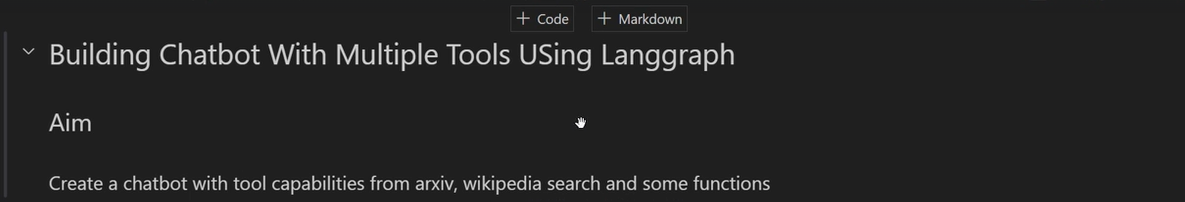 + Code + Markdown
Building Chatbot With Multiple Tools USing Langgraph
Aim
Create a chatbot with tool capabilities from arxiv, wikipedia search and some functions